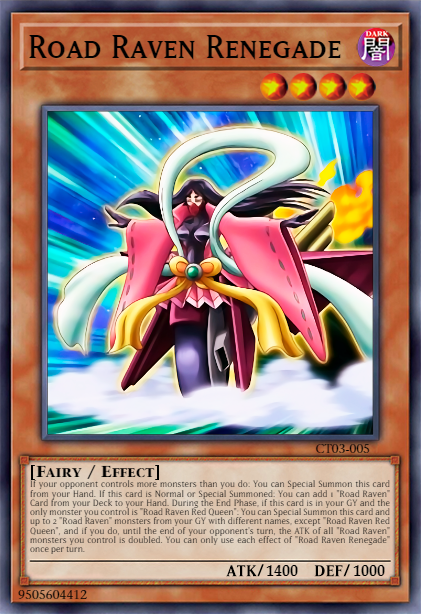 Road Raven Renegade
DARK
闇
CT03-005
[Fairy / Effect]
If your opponent controls more monsters than you do: You can Special Summon this card
from your Hand. If this card is Normal or Special Summoned: You can add 1 "Road Raven"
Card from your Deck to your Hand. During the End Phase, if this card is in your GY and the
only monster you control is "Road Raven Red Queen": You can Special Summon this card and
up to 2 "Road Raven" monsters from your GY with different names, except "Road Raven Red
Queen", and if you do, until the end of your opponent's turn, the ATK of all "Road Raven"
monsters you control is doubled. You can only use each effect of "Road Raven Renegade"
once per turn.
ATK/1400 DEF/1000
9505604412